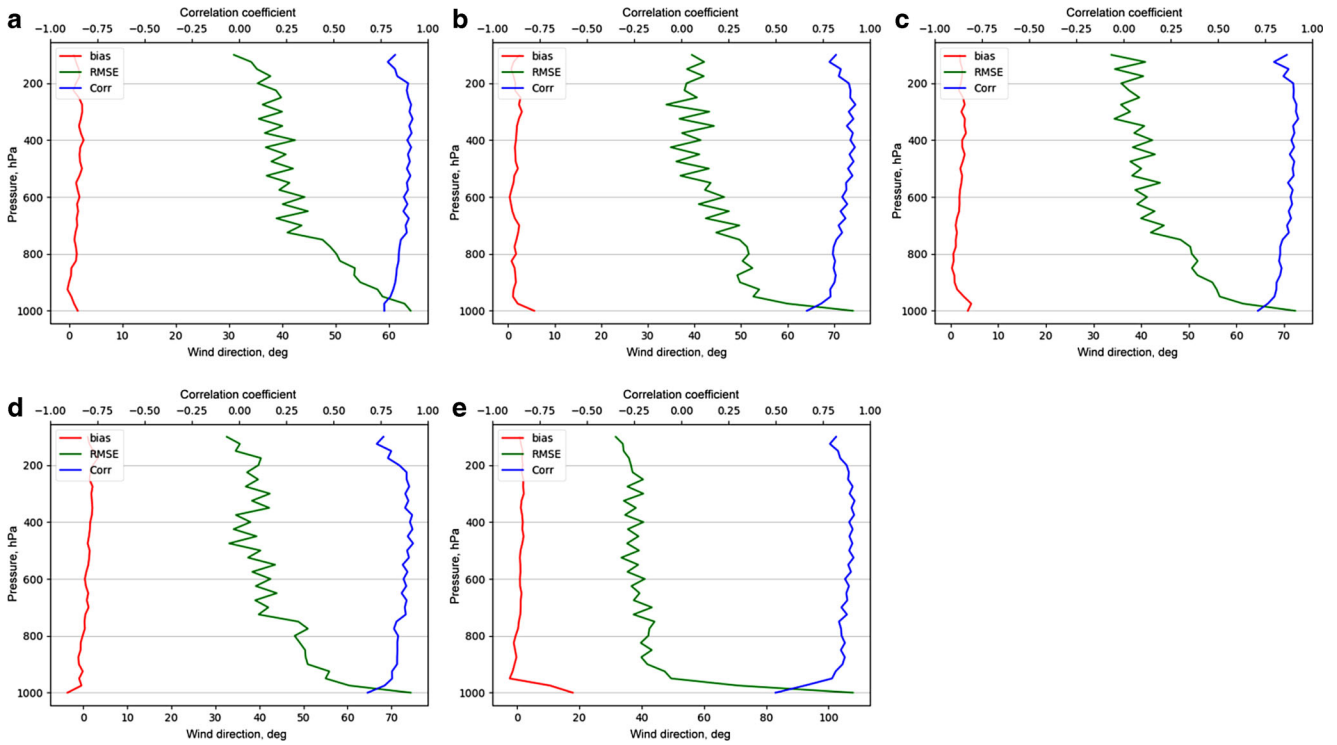 a
Correlation coefficient
−1.00 −0.75 −0.50 −0.25 0.00 0.25 0.50 0.75 1.00
bias
RMSE
Corr
Pressure, hPa
200
400
600
800
1000
0 10 20 30 40 50 60
Wind direction, deg
b
Correlation coefficient
−1.00 −0.75 −0.50 −0.25 0.00 0.25 0.50 0.75 1.00
bias
RMSE
Corr
Pressure, hPa
200
400
600
800
1000
0 10 20 30 40 50 60 70
Wind direction, deg
c
Correlation coefficient
−1.00 −0.75 −0.50 −0.25 0.00 0.25 0.50 0.75 1.00
bias
RMSE
Corr
Pressure, hPa
200
400
600
800
1000
0 10 20 30 40 50 60 70
Wind direction, deg
d
Correlation coefficient
−1.00 −0.75 −0.50 −0.25 0.00 0.25 0.50 0.75 1.00
bias
RMSE
Corr
Pressure, hPa
200
400
600
800
1000
0 10 20 30 40 50 60 70
Wind direction, deg
e
Correlation coefficient
−1.00 −0.75 −0.50 −0.25 0.00 0.25 0.50 0.75 1.00
bias
RMSE
Corr
Pressure, hPa
200
400
600
800
1000
0 20 40 60 80 100
Wind direction, deg